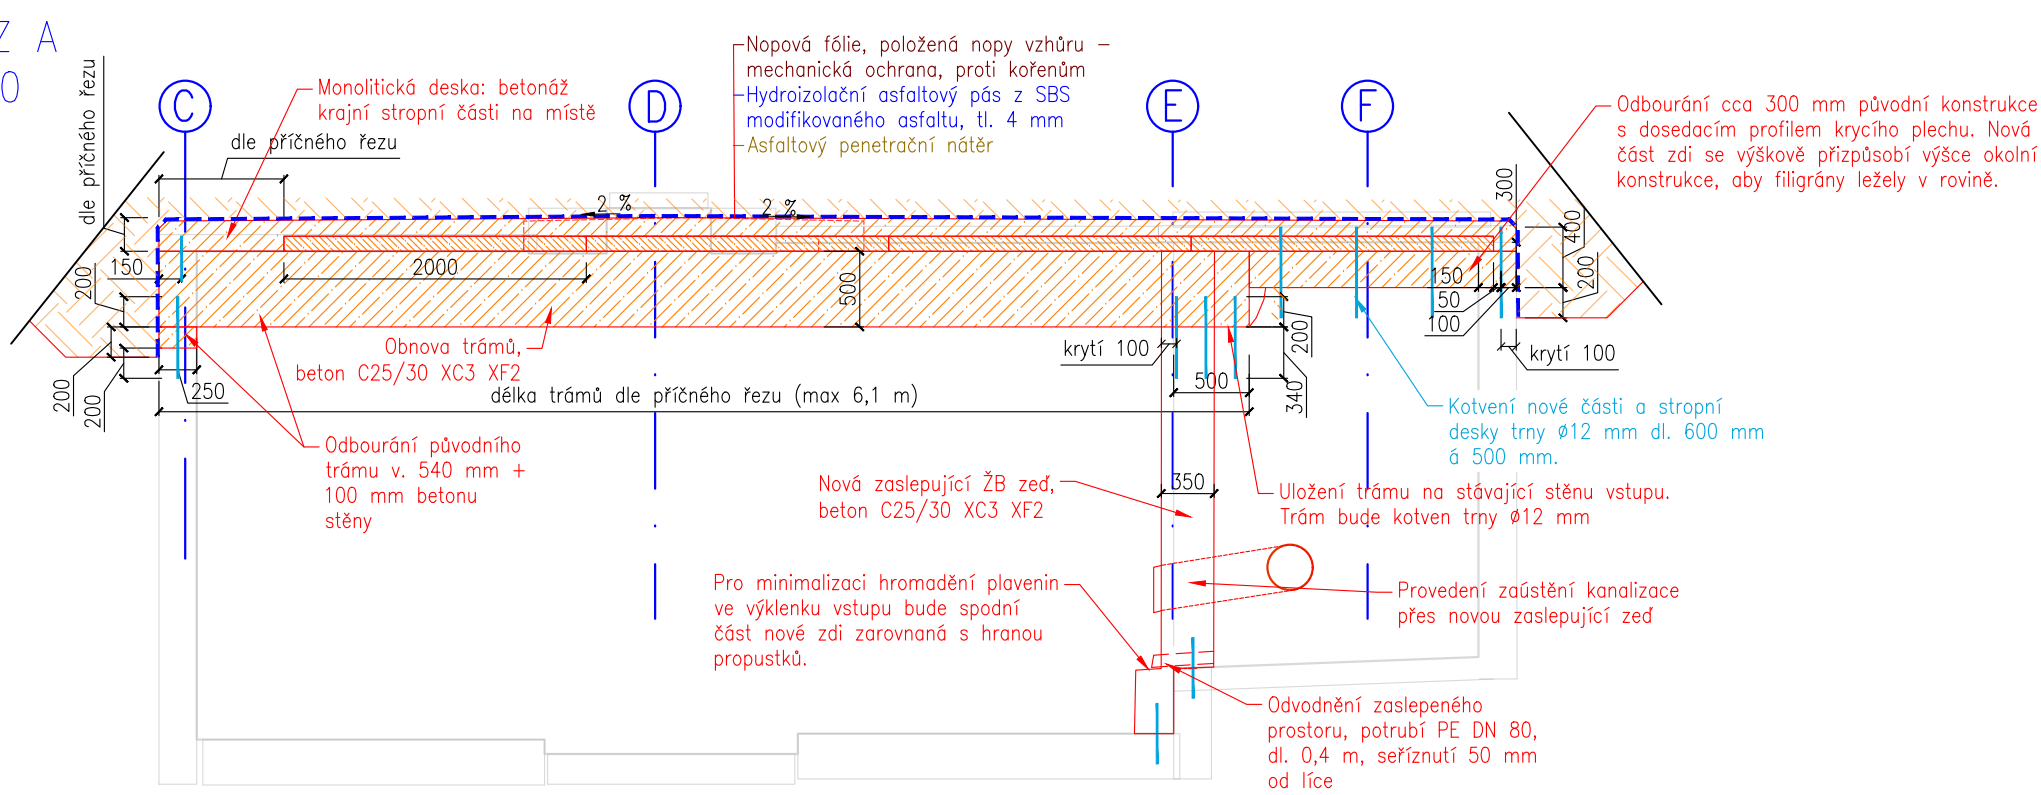 Z A
0
dle příčného řezu
Monolitická deska: betonáž
krajní stropní části na místě
dle příčného řezu
Nopová fólie, položená nopy vzhůru –
mechanická ochrana, proti kořenům
Hydroizolační asfaltový pás z SBS
modifikovaného asfaltu, tl. 4 mm
Asfaltový penetrační nátěr
C
D
E
F
Odbourání cca 300 mm původní konstrukce
s dosedacím profilem krycího plechu. Nová
část zdi se výškově přizpůsobí výšce okolní
konstrukce, aby filigrány ležely v rovině.
2 %
2 %
300
400
200
150
200
2000
500
150
50
100
200
340
krytí 100
krytí 100
500
Obnova trámů,
beton C25/30 XC3 XF2
200
200
250
délka trámů dle příčného řezu (max 6,1 m)
Kotvení nové části a stropní
desky trny ø12 mm dl. 600 mm
á 500 mm.
Odbourání původního
trámu v. 540 mm +
100 mm betonu
stěny
Nová zaslepující ŽB zeď,
beton C25/30 XC3 XF2
350
Uložení trámu na stávající stěnu vstupu.
Trám bude kotven trny ø12 mm
Pro minimalizaci hromadění plavenin
ve výklenku vstupu bude spodní
část nové zdi zarovnaná s hranou
propustků.
Provedení zaústění kanalizace
přes novou zaslepující zeď
Odvodnění zaslepeného
prostoru, potrubí PE DN 80,
dl. 0,4 m, seříznutí 50 mm
od líce